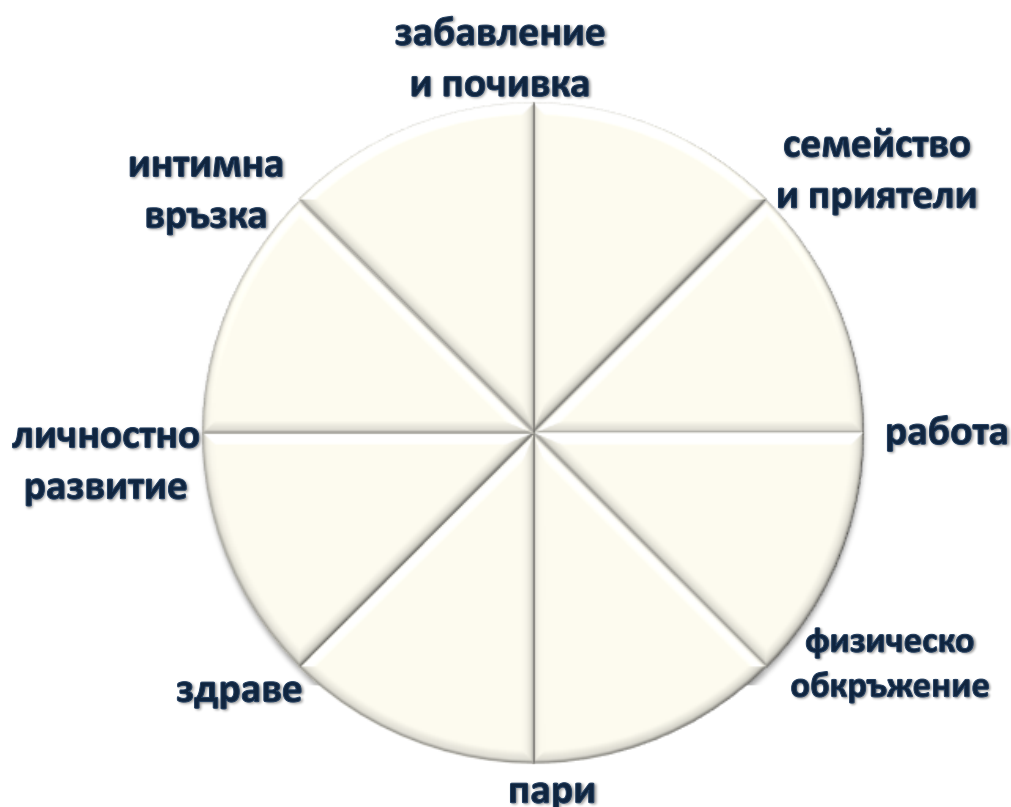 забавление
и почивка
семейство
и приятели
работа
физическо
обкръжение
пари
здраве
личностно
развитие
интимна
връзка